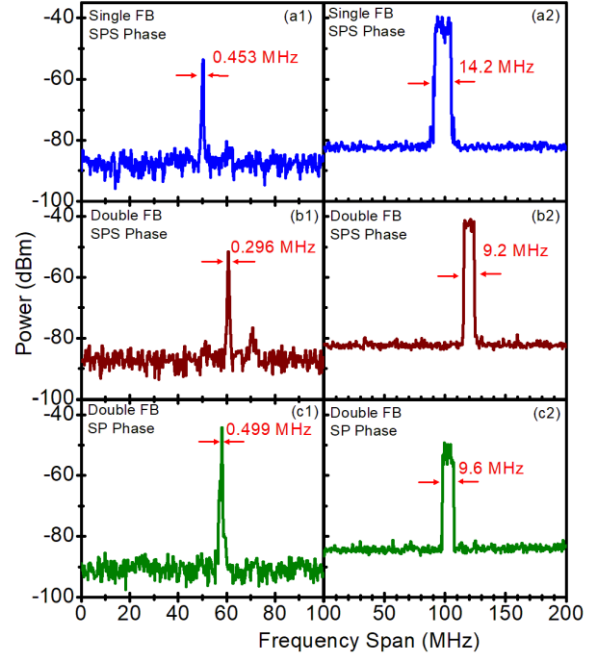 Single FB
SPS Phase
(a1)
0.453 MHz
Single FB
SPS Phase
(a2)
14.2 MHz
Double FB
SPS Phase
(b1)
0.296 MHz
Double FB
SPS Phase
(b2)
9.2 MHz
Double FB
SP Phase
(c1)
0.499 MHz
Double FB
SP Phase
(c2)
9.6 MHz
Power (dBm)
-40
-60
-80
-100
-40
-60
-80
-100
-40
-60
-80
-100
0 20 40 60 80 100 50 100 150 200
Frequency Span (MHz)